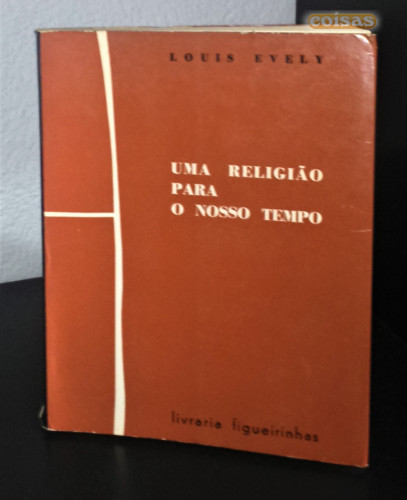 coisas
LOUIS EVELY
UMA RELIGIÃO
PARA
O NOSSO TEMPO
livraria figueirinhas